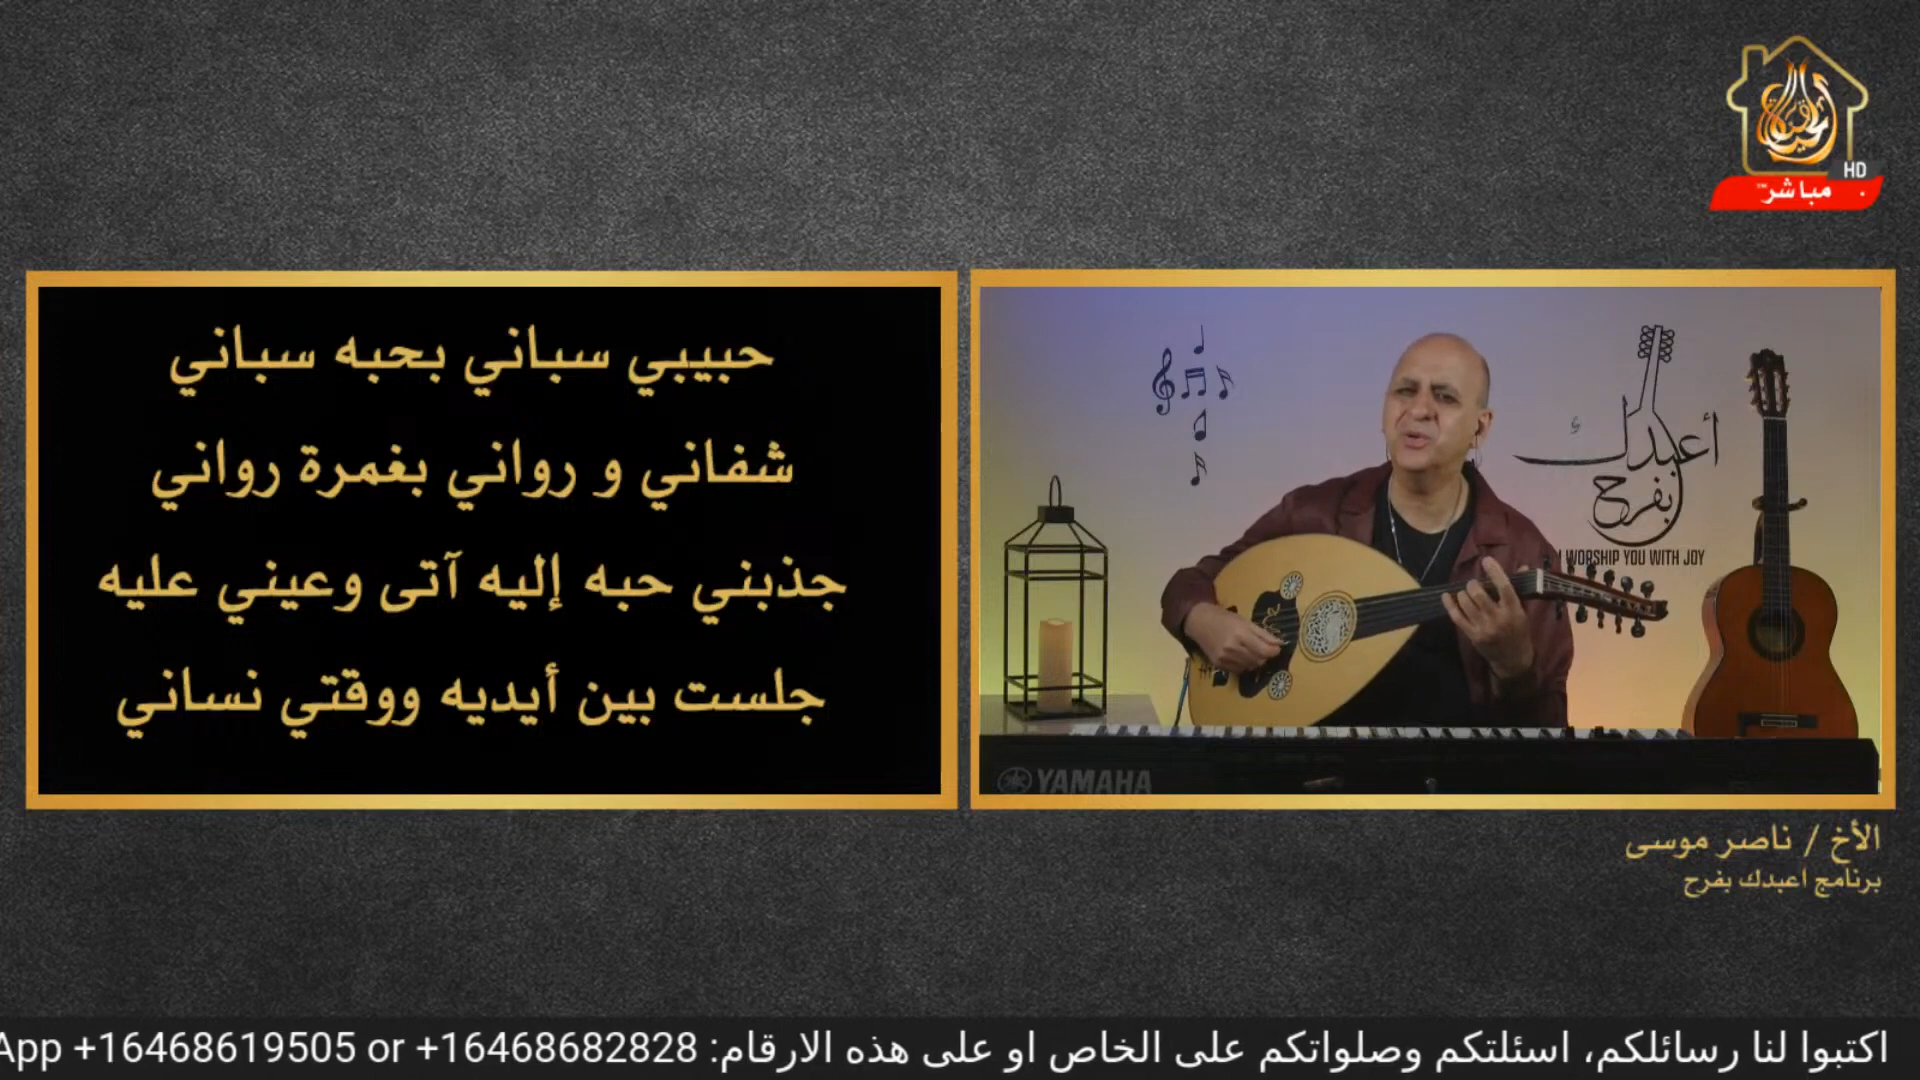 HD
مباشر
حبيبي سباني بحبه سباني
شفاني و رواني بغمرة رواني
جذبني حبه إليه آتى وعيني عليه
جلست بين أيديه ووقتي نساني
أعبدك
بفرح
I WORSHIP YOU WITH JOY
YAMAHA
الأخ / ناصر موسى
برنامج اعبدك بفرح
اكتبوا لنا رسائلكم، اسئلتكم وصلواتكم على الخاص او على هذه الارقام: App +16468619505 or +16468682828